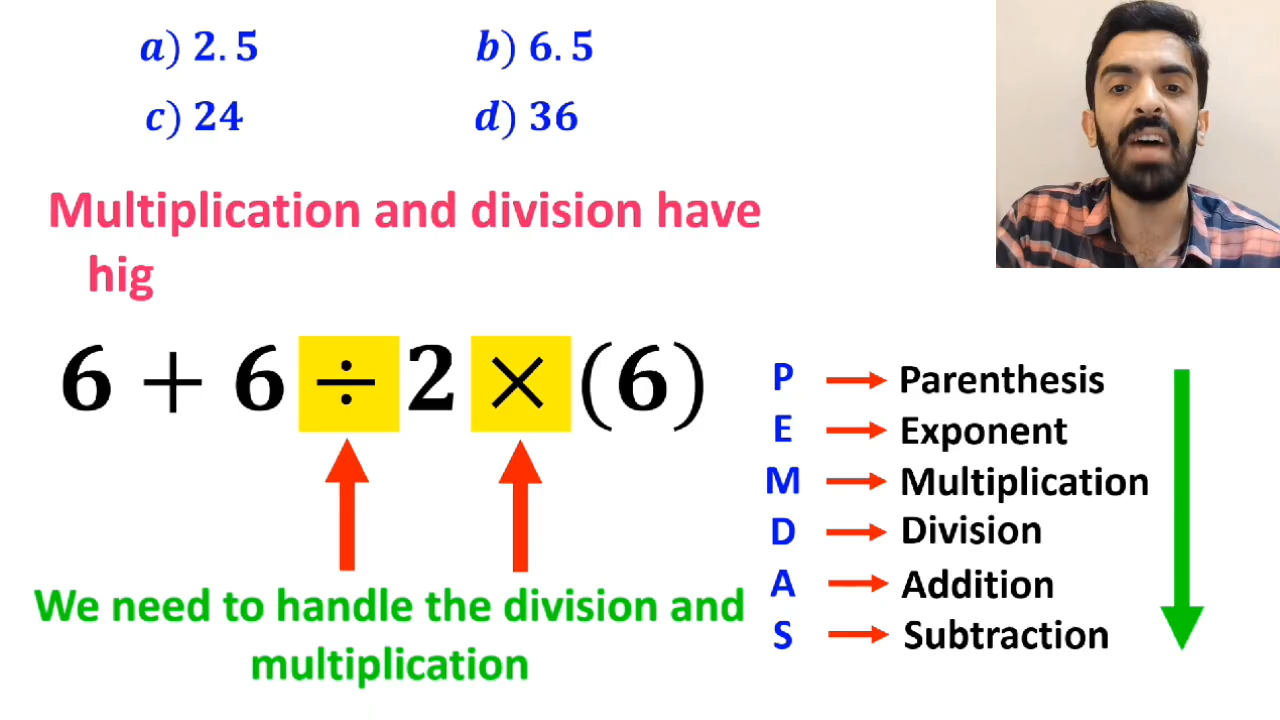 a) 2.5 b) 6.5
c) 24 d) 36
Multiplication and division have
hig
6 + 6 ÷ 2 × (6)
P Parenthesis
E Exponent
M Multiplication
D Division
A Addition
S Subtraction
We need to handle the division and
multiplication